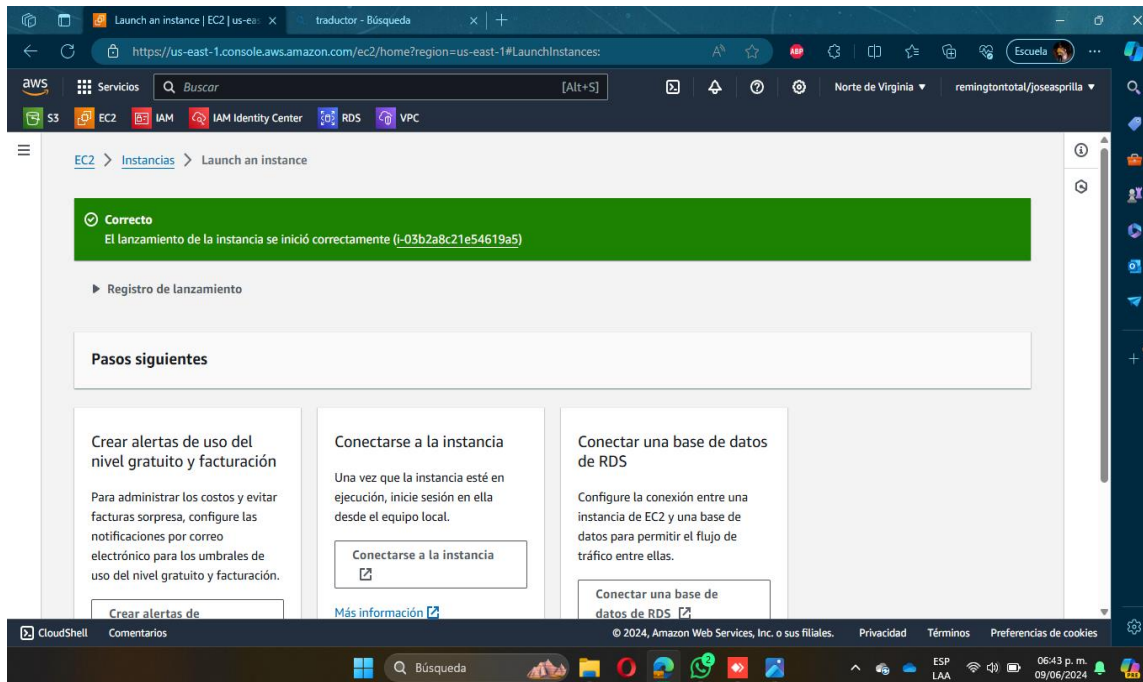 Launch an instance | EC2 | us-eas
traductor - Búsqueda
https://us-east-1.console.aws.amazon.com/ec2/home?region=us-east-1#LaunchInstances:
ABP
Escuela
aws
Servicios
Buscar
[Alt+S]
Norte de Virginia
remingtontotal/joseasprilla
S3
EC2
IAM
IAM Identity Center
RDS
VPC
EC2 > Instancias > Launch an instance
Correcto
El lanzamiento de la instancia se inició correctamente (i-03b2a8c21e54619a5)
Registro de lanzamiento
Pasos siguientes
Crear alertas de uso del
nivel gratuito y facturación
Para administrar los costos y evitar
facturas sorpresa, configure las
notificaciones por correo
electrónico para los umbrales de
uso del nivel gratuito y facturación.
Crear alertas de
Conectarse a la instancia
Una vez que la instancia esté en
ejecución, inicie sesión en ella
desde el equipo local.
Conectarse a la instancia
Más información
Conectar una base de datos
de RDS
Configure la conexión entre una
instancia de EC2 y una base de
datos para permitir el flujo de
tráfico entre ellas.
Conectar una base de
datos de RDS
CloudShell
Comentarios
© 2024, Amazon Web Services, Inc. o sus filiales.
Privacidad
Términos
Preferencias de cookies
Búsqueda
2
ESP
LAA
06:43 p. m.
09/06/2024
PRE